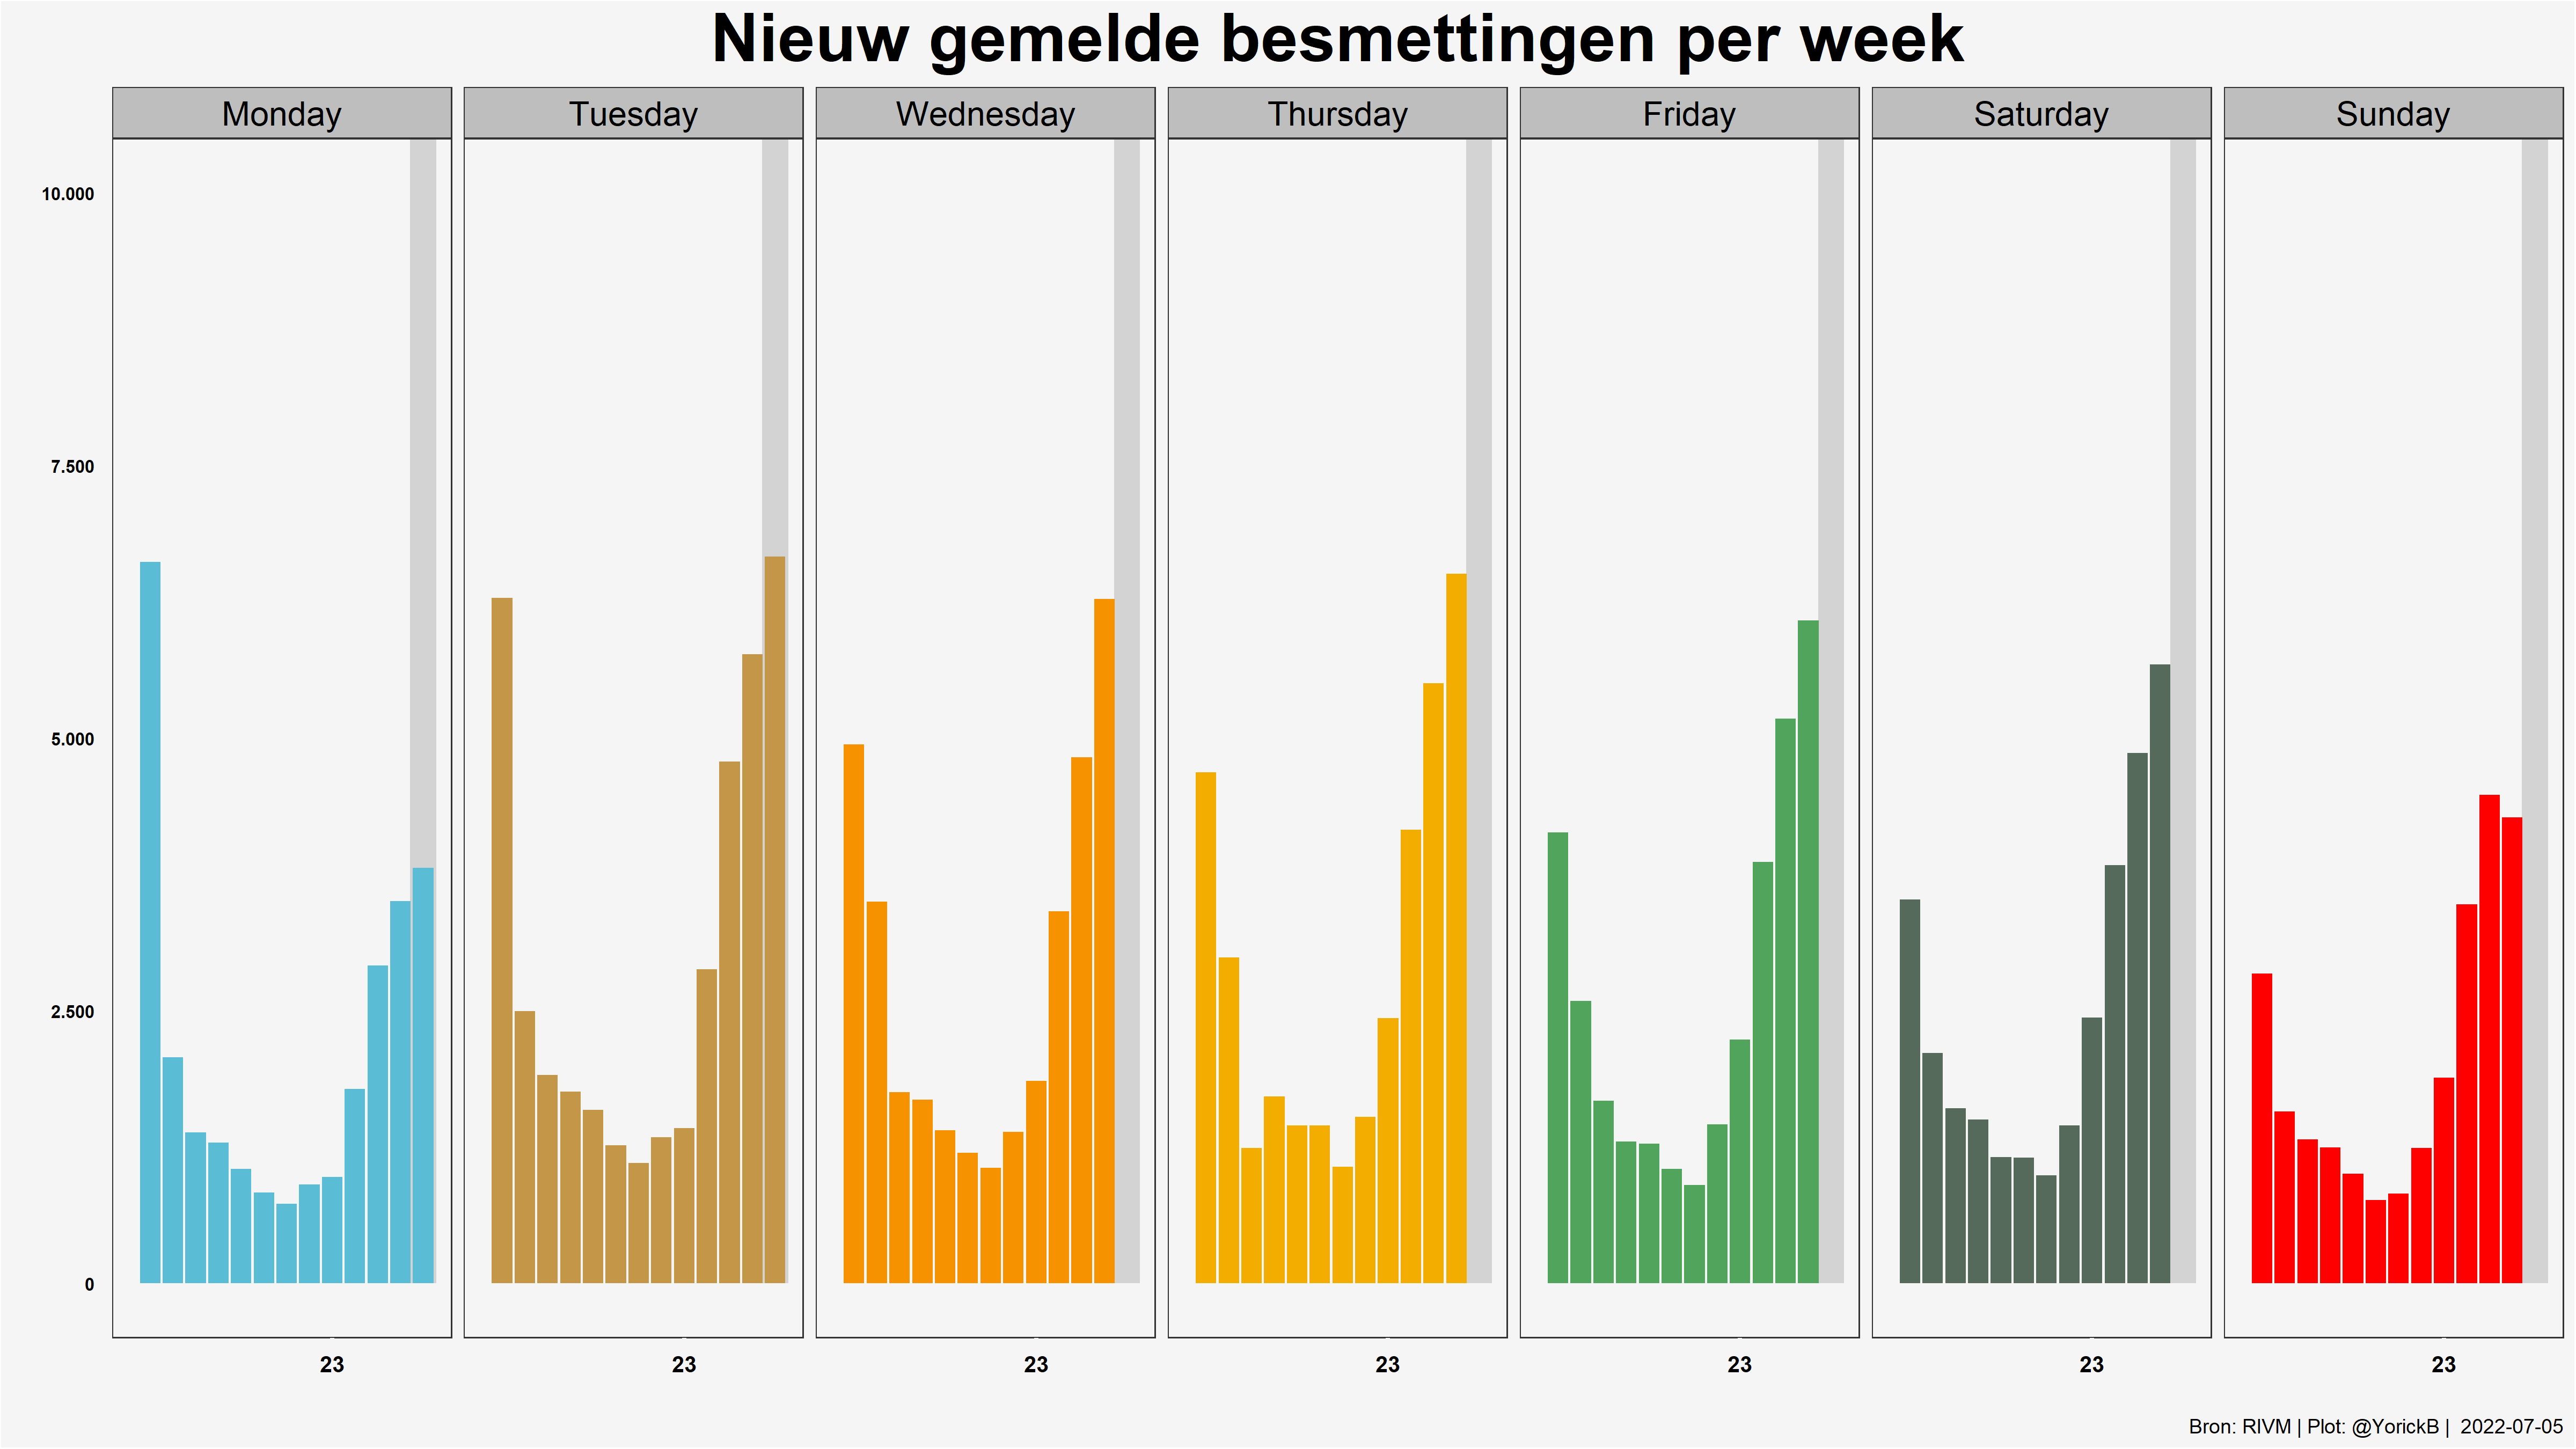 Nieuw gemelde besmettingen per week
Monday Tuesday Wednesday Thursday Friday Saturday Sunday
10.000
7.500
5.000
2.500
0
23 23 23 23 23 23 23
Bron: RIVM | Plot: @YorickB | 2022-07-05